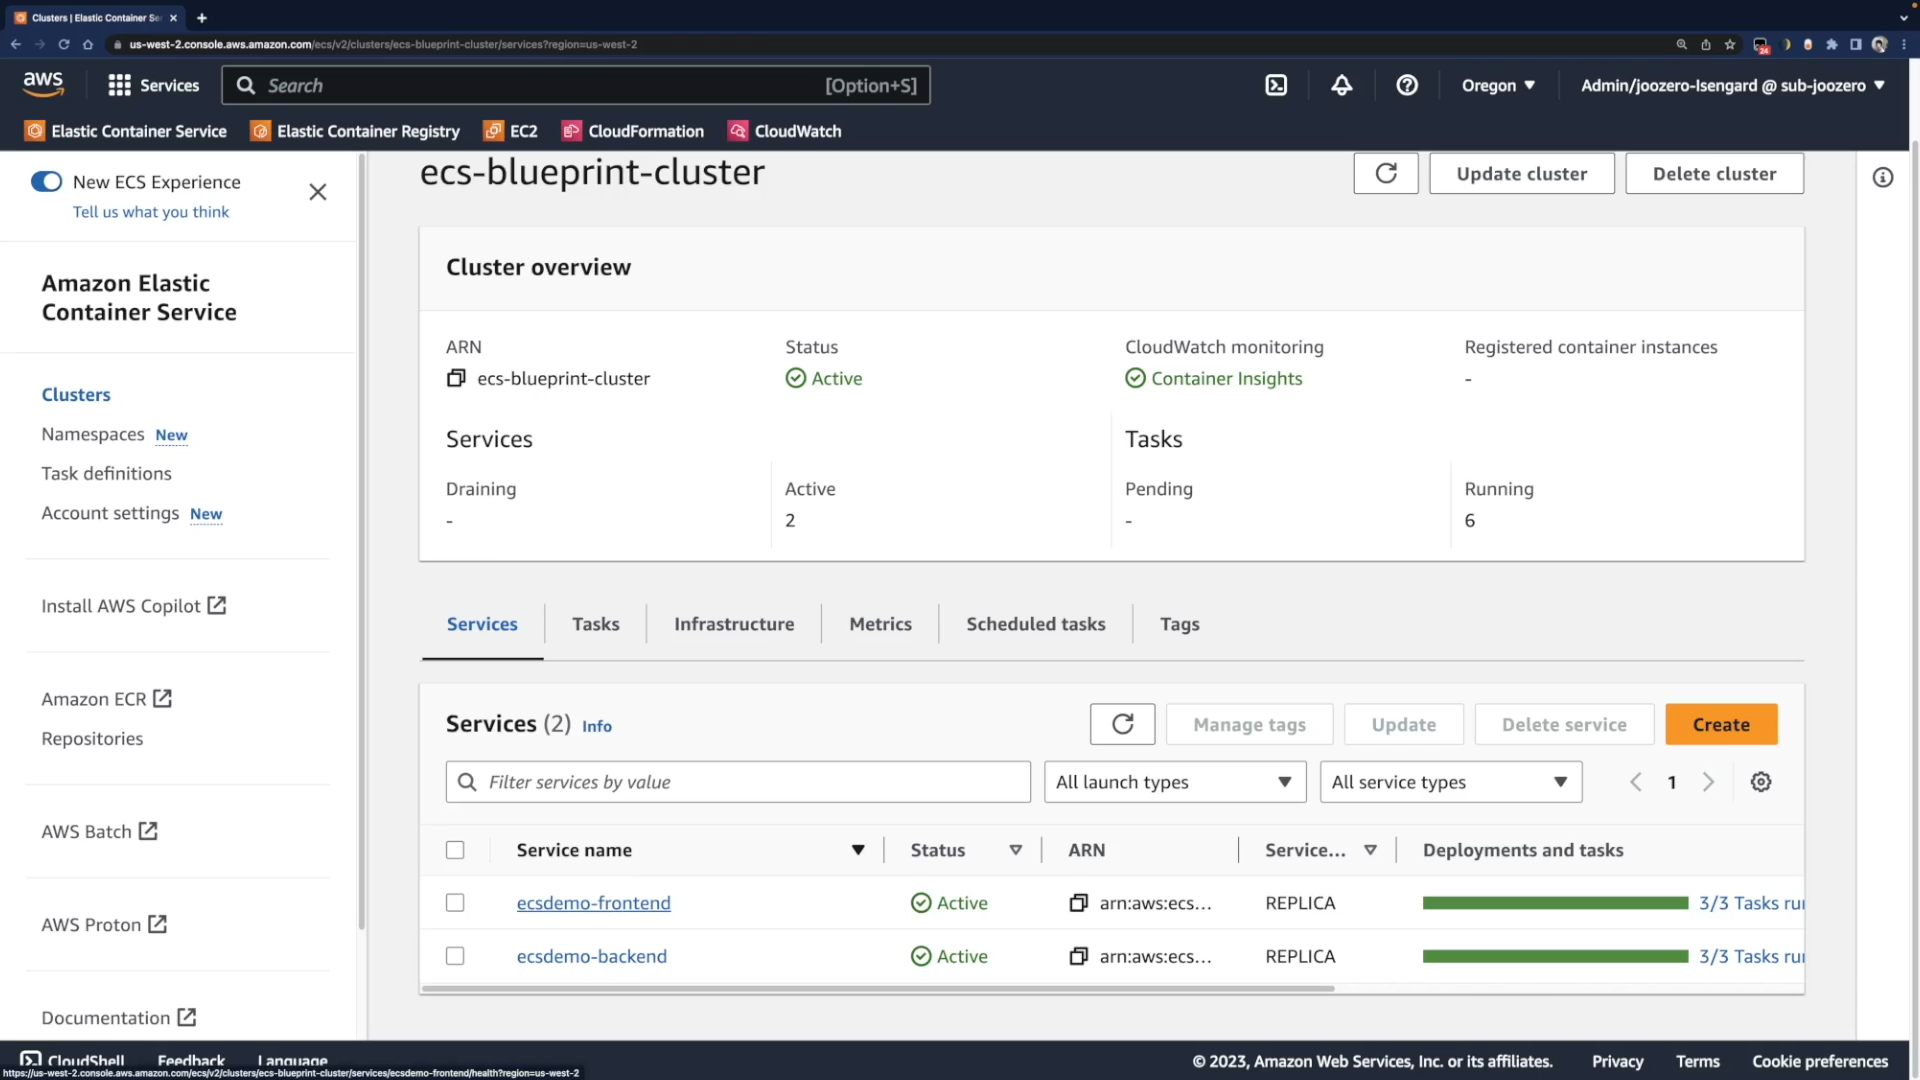 Clusters | Elastic Container Se
us-west-2.console.aws.amazon.com/ecs/v2/clusters/ecs-blueprint-cluster/services?region=us-west-2
24
aws
Services
Search
[Option+S]
Oregon
Admin/joozero-Isengard @ sub-joozero
Elastic Container Service
Elastic Container Registry
EC2
CloudFormation
CloudWatch
New ECS Experience
Tell us what you think
Amazon Elastic
Container Service
Clusters
Namespaces New
Task definitions
Account settings New
Install AWS Copilot
Amazon ECR
Repositories
AWS Batch
AWS Proton
Documentation
ecs-blueprint-cluster
Update cluster
Delete cluster
Cluster overview
ARN
ecs-blueprint-cluster
Status
Active
CloudWatch monitoring
Container Insights
Registered container instances
-
Services
Draining
-
Active
2
Tasks
Pending
-
Running
6
Services
Tasks
Infrastructure
Metrics
Scheduled tasks
Tags
Services (2) Info
Manage tags
Update
Delete service
Create
Filter services by value
All launch types
All service types
1
Service name
Status
ARN
Service...
Deployments and tasks
ecsdemo-frontend
Active
arn:aws:ecs...
REPLICA
3/3 Tasks ru
ecsdemo-backend
Active
arn:aws:ecs...
REPLICA
3/3 Tasks ru
CloudShell
Feedback
Language
© 2023, Amazon Web Services, Inc. or its affiliates.
Privacy
Terms
Cookie preferences
https://us-west-2.console.aws.amazon.com/ecs/v2/clusters/ecs-blueprint-cluster/services/ecsdemo-frontend/health?region=us-west-2